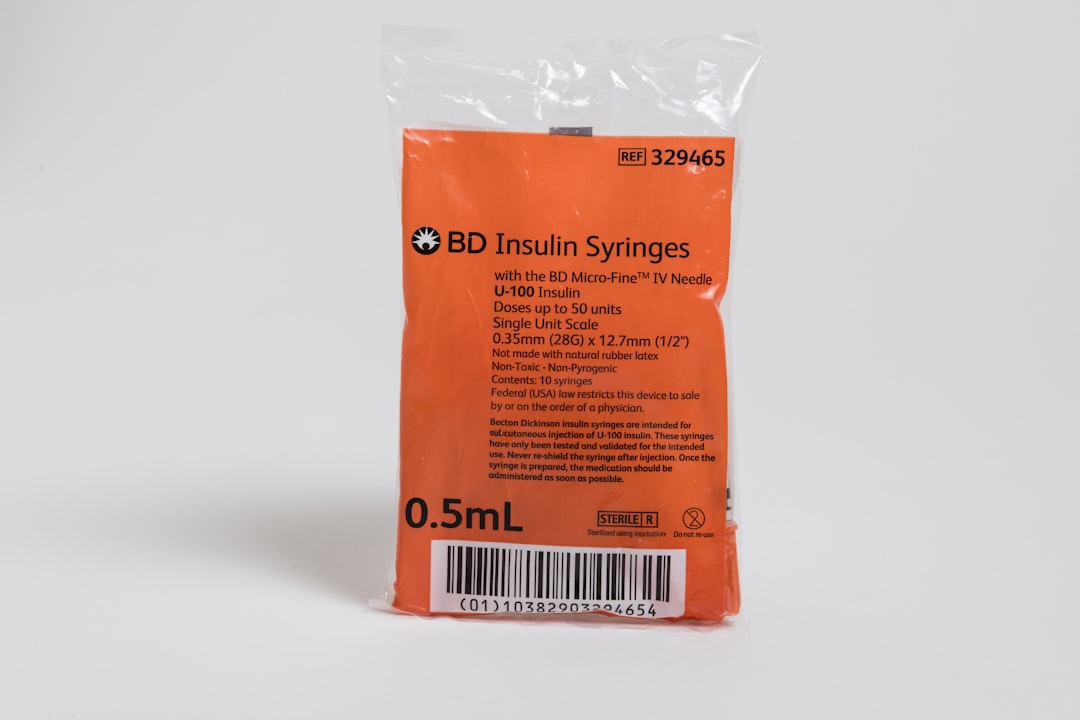 REF 329465
BD Insulin Syringes
with the BD Micro-Fine™ IV Needle
U-100 Insulin
Doses up to 50 units
Single Unit Scale
0.35mm (28G) x 12.7mm (1/2")
Not made with natural rubber latex
Non-Toxic - Non-Pyrogenic
Contents: 10 syringes
Federal (USA) law restricts this device to sale
by or on the order of a physician.
Becton Dickinson insulin syringes are intended for
subcutaneous injection of U-100 insulin. These syringes
have only been tested and validated for the intended
use. Never re-shield the syringe after injection. Once the
syringe is prepared, the medication should be
administered as soon as possible.
0.5mL
STERILE R
Sterilized using irradiation
2
Do not re-use
(01)10382903294654